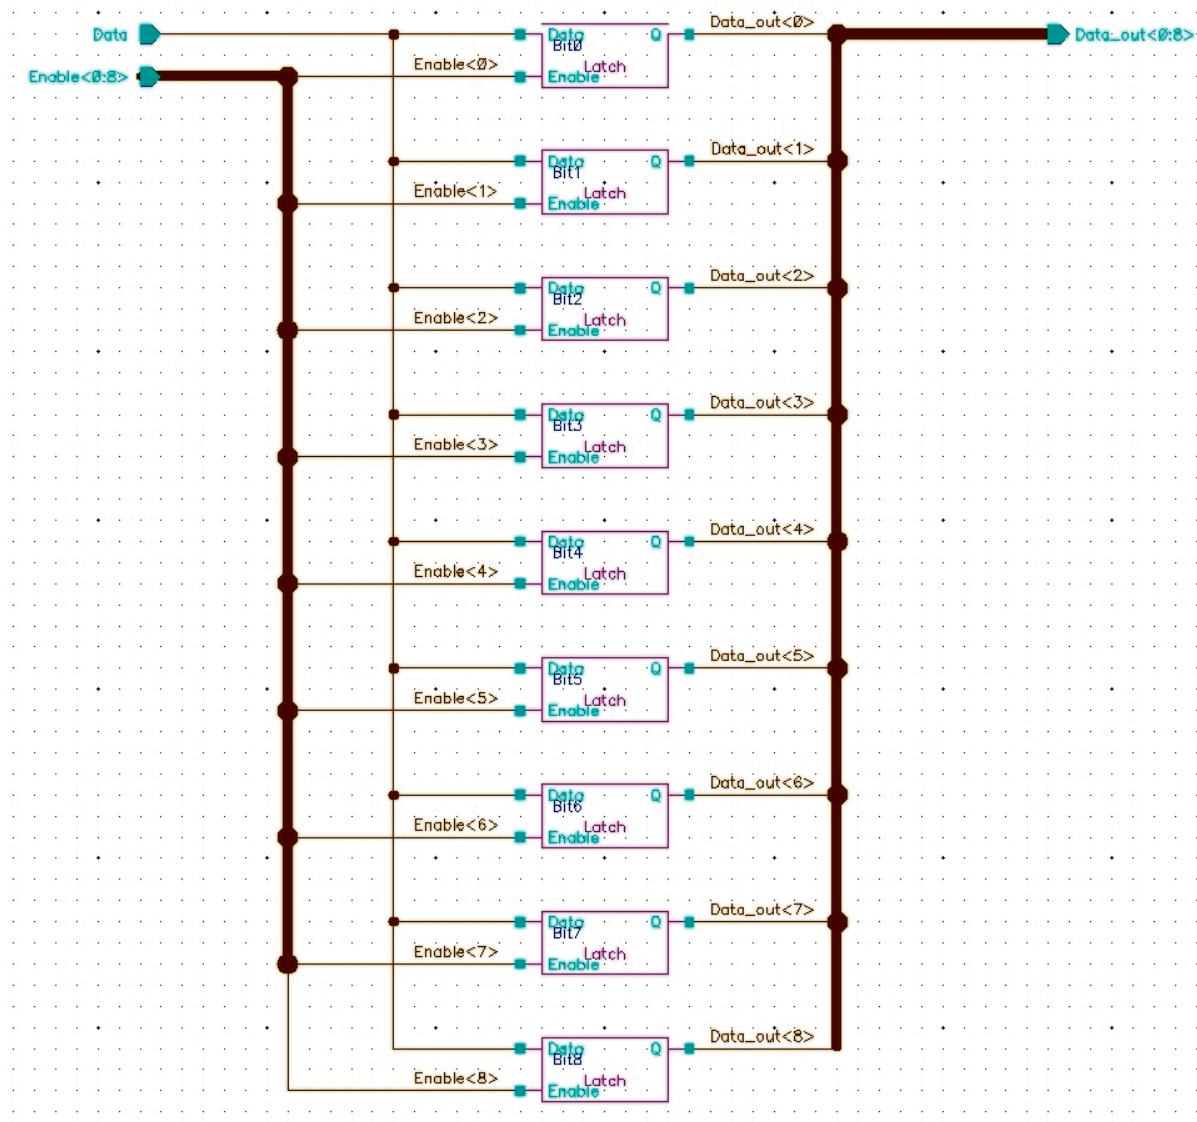 Data_out<0>
Data Data Q Data_out<0:8>
Bit0
Enable<0> Latch
Enable<0:8> Enable
Data_out<1>
Data Q
Bit1
Enable<1> Latch
Enable
Data_out<2>
Data Q
Bit2
Enable<2> Latch
Enable
Data_out<3>
Data Q
Bit3
Enable<3> Latch
Enable
Data_out<4>
Data Q
Bit4
Enable<4> Latch
Enable
Data_out<5>
Data Q
Bit5
Enable<5> Latch
Enable
Data_out<6>
Data Q
Bit6
Enable<6> Latch
Enable
Data_out<7>
Data Q
Bit7
Enable<7> Latch
Enable
Data_out<8>
Data Q
Bit8
Enable<8> Latch
Enable